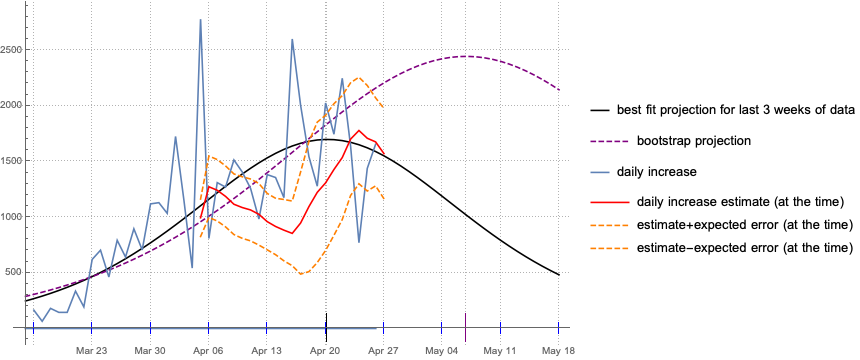 2500
2000
1500
1000
500
Mar 23 Mar 30 Apr 06 Apr 13 Apr 20 Apr 27 May 04 May 11 May 18
best fit projection for last 3 weeks of data
bootstrap projection
daily increase
daily increase estimate (at the time)
estimate+expected error (at the time)
estimate−expected error (at the time)